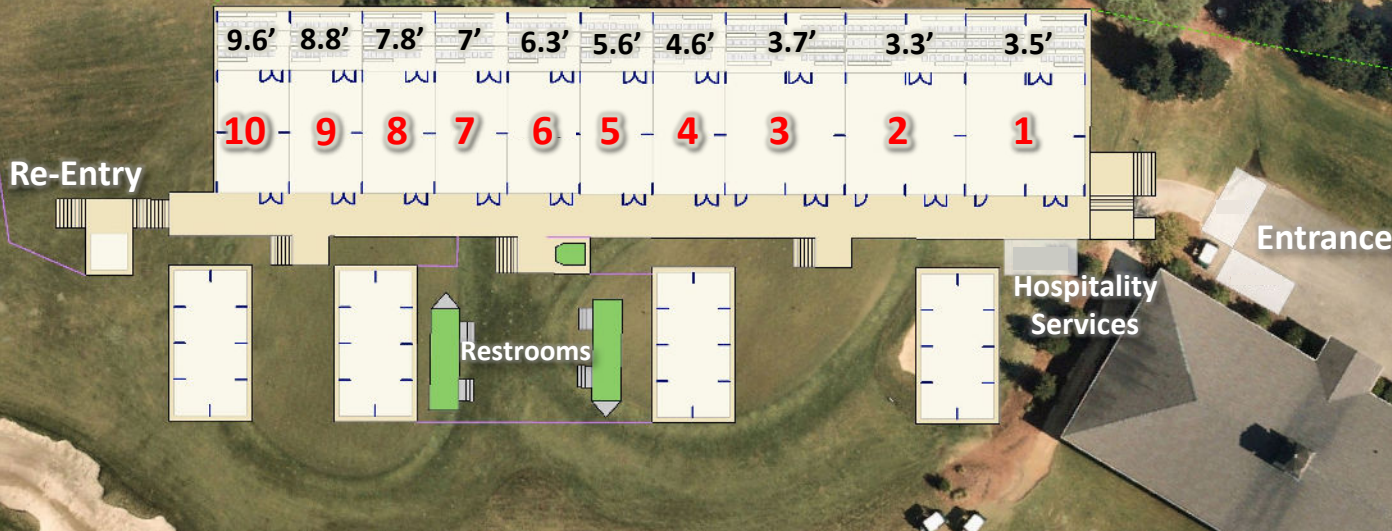 9.6’ 8.8’ 7.8’ 7’ 6.3’ 5.6’ 4.6’ 3.7’ 3.3’ 3.5’
10 9 8 7 6 5 4 3 2 1
Re-Entry
Entrance
Hospitality
Services
Restrooms